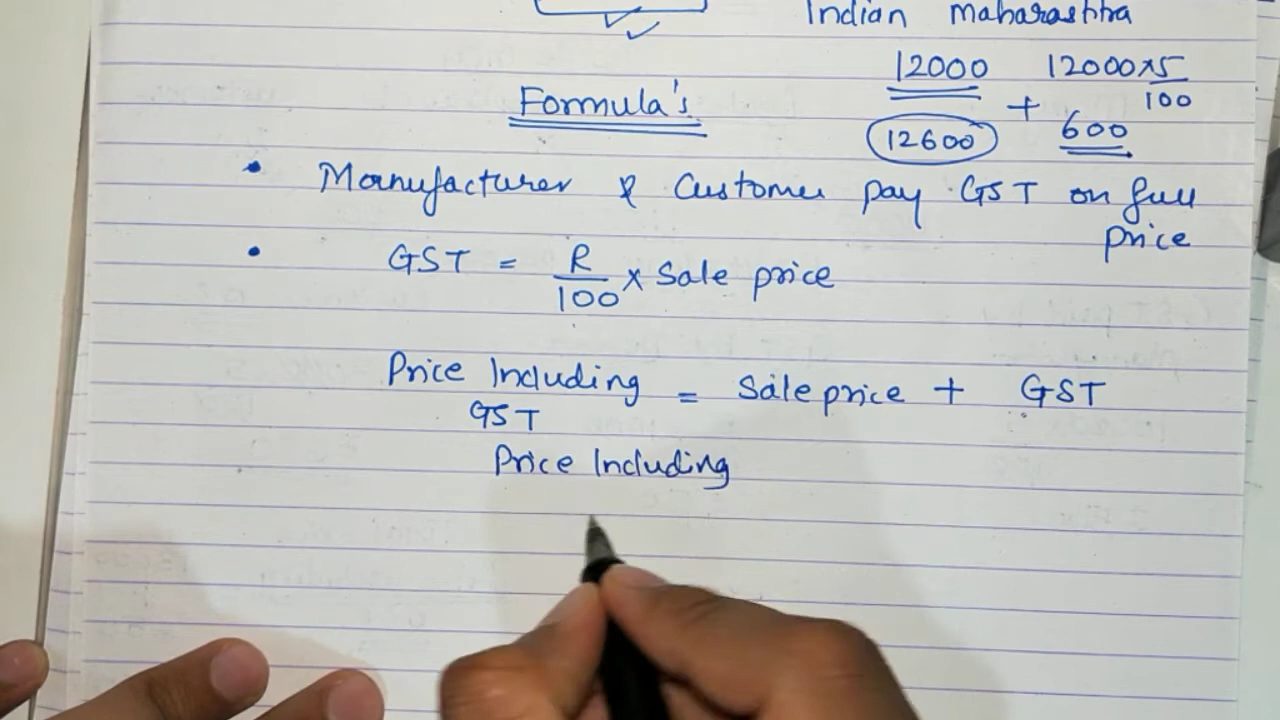 Indian Maharashtra
12000 + 12000x5/100
12600 600
Formula's
• Manufacturer & Customer pay GST on full
price
• GST = R/100 x Sale price
Price Including = Sale price + GST
GST
Price Including